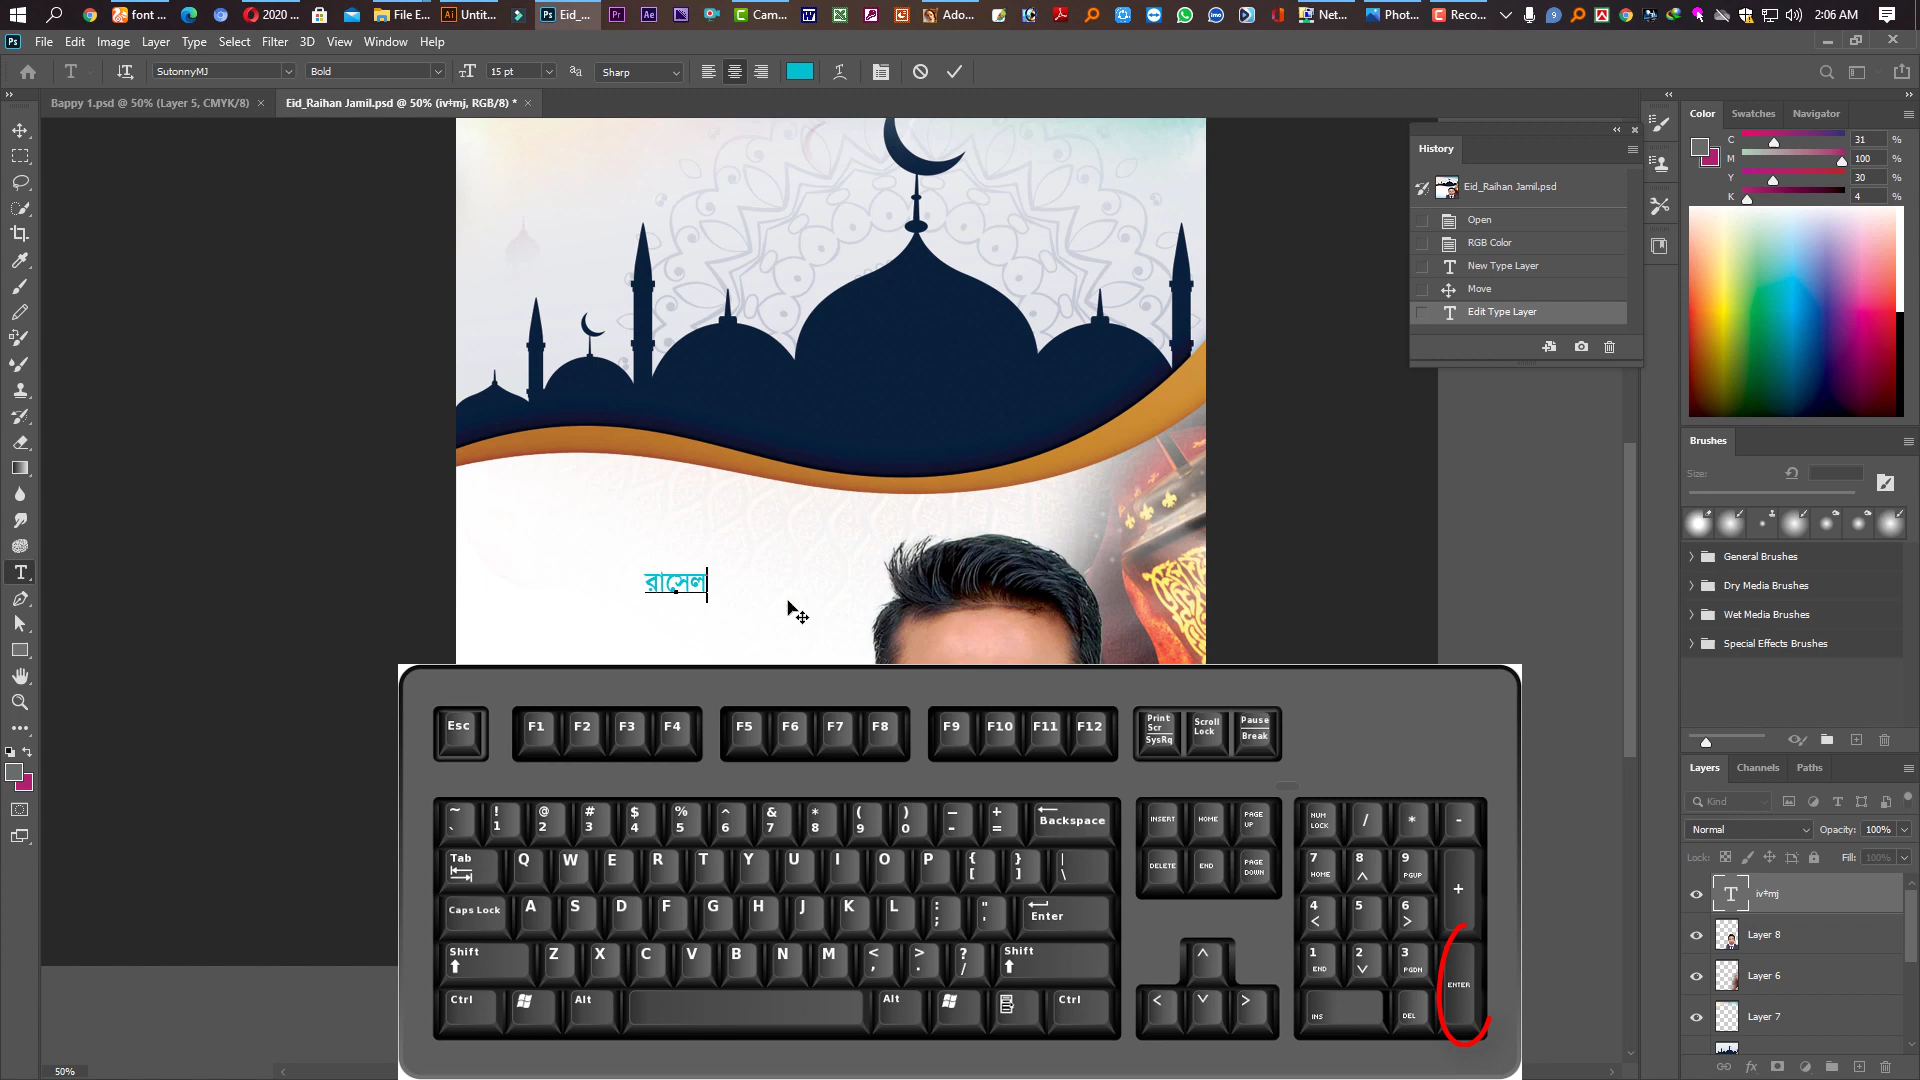 font ...
2020 ...
File E...
Untit...
Eid_...
Cam...
Ado...
Net...
Phot...
Reco...
2:06 AM
File Edit Image Layer Type Select Filter 3D View Window Help
SutonnyMJ
Bold
15 pt
Sharp
Bappy 1.psd @ 50% (Layer 5, CMYK/8)
Eid_Raihan Jamil.psd @ 50% (iv‡mj, RGB/8) *
History
Eid_Raihan Jamil.psd
Open
RGB Color
New Type Layer
Move
Edit Type Layer
Color Swatches Navigator
C 31 %
M 100 %
Y 30 %
K 4 %
Brushes
Size:
General Brushes
Dry Media Brushes
Wet Media Brushes
Special Effects Brushes
Layers Channels Paths
Kind
Normal Opacity: 100%
Lock: Fill: 100%
iv‡mj
Layer 8
Layer 6
Layer 7
রাসেল
Esc F1 F2 F3 F4 F5 F6 F7 F8 F9 F10 F11 F12 Print Scr SysRq Scroll Lock Pause Break
~ ` ! 1 @ 2 # 3 $ 4 % 5 ^ 6 & 7 * 8 ( 9 ) 0 – - + = Backspace INSERT HOME PAGE UP NUM LOCK / * -
Tab Q W E R T Y U I O P { [ } ] | \ DELETE END PAGE DOWN 7 HOME 8 9 PGUP +
Caps Lock A S D F G H J K L : ; " ' Enter 4 < 5 6 >
Shift Z X C V B N M < , > . ? / Shift 1 END 2 3 PGDN ENTER
Ctrl Alt Alt Ctrl INS DEL
50%